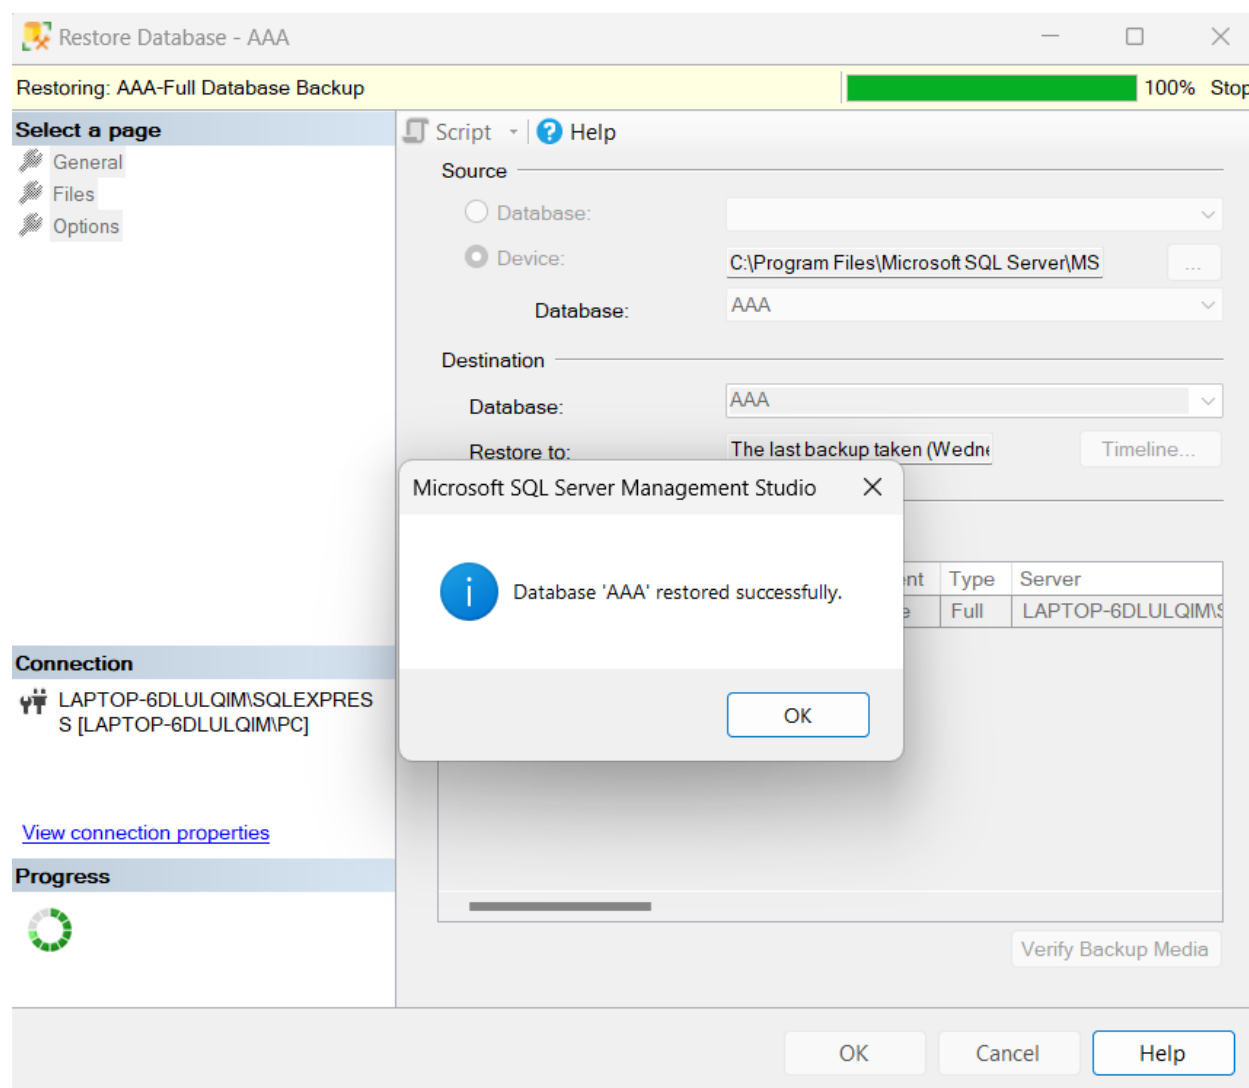 Restore Database - AAA
Restoring: AAA-Full Database Backup
100%
Stop
Select a page
General
Files
Options
Script
Help
Source
Database:
Device:
C:\Program Files\Microsoft SQL Server\MS
...
Database:
AAA
Destination
Database:
AAA
Restore to:
The last backup taken (Wedne
Timeline...
Microsoft SQL Server Management Studio
Database 'AAA' restored successfully.
OK
Type
Server
Full
LAPTOP-6DLULQIM\S
Connection
LAPTOP-6DLULQIM\SQLEXPRES
S [LAPTOP-6DLULQIM\PC]
View connection properties
Progress
Verify Backup Media
OK
Cancel
Help